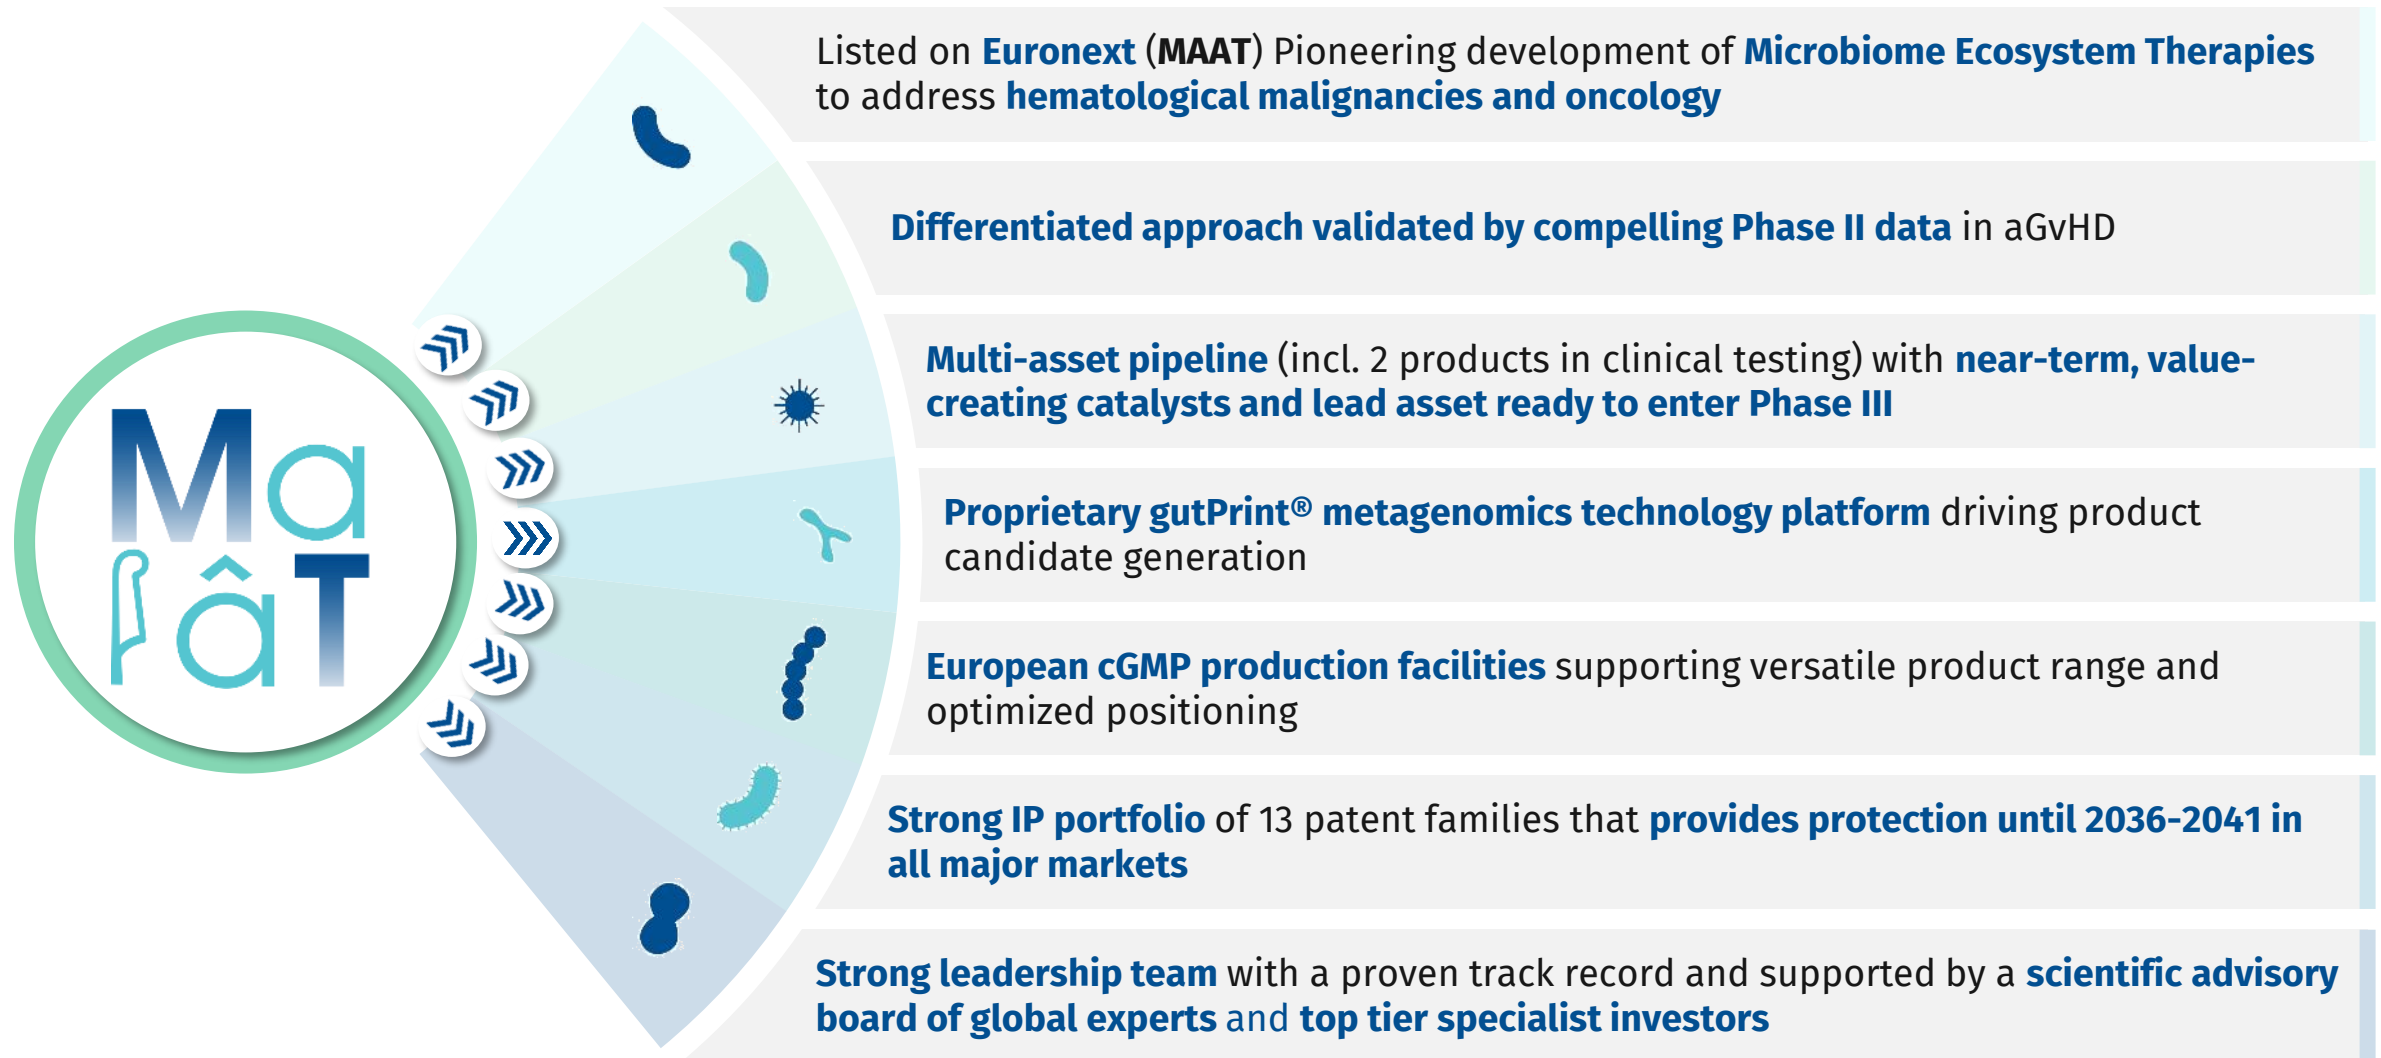 Ma
âT
Listed on Euronext (MAAT) Pioneering development of Microbiome Ecosystem Therapies
to address hematological malignancies and oncology
Differentiated approach validated by compelling Phase II data in aGvHD
Multi-asset pipeline (incl. 2 products in clinical testing) with near-term, value-
creating catalysts and lead asset ready to enter Phase III
Proprietary gutPrint® metagenomics technology platform driving product
candidate generation
European cGMP production facilities supporting versatile product range and
optimized positioning
Strong IP portfolio of 13 patent families that provides protection until 2036-2041 in
all major markets
Strong leadership team with a proven track record and supported by a scientific advisory
board of global experts and top tier specialist investors